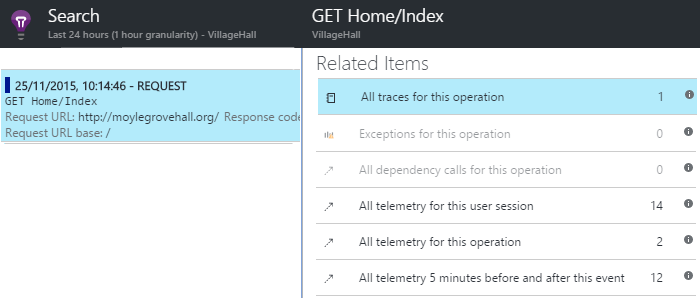 Search
Last 24 hours (1 hour granularity) - VillageHall
25/11/2015, 10:14:46 - REQUEST
GET Home/Index
Request URL: http://moylegrovehall.org/ Response code
Request URL base: /
GET Home/Index
VillageHall
Related Items
All traces for this operation 1
Exceptions for this operation 0
All dependency calls for this operation 0
All telemetry for this user session 14
All telemetry for this operation 2
All telemetry 5 minutes before and after this event 12